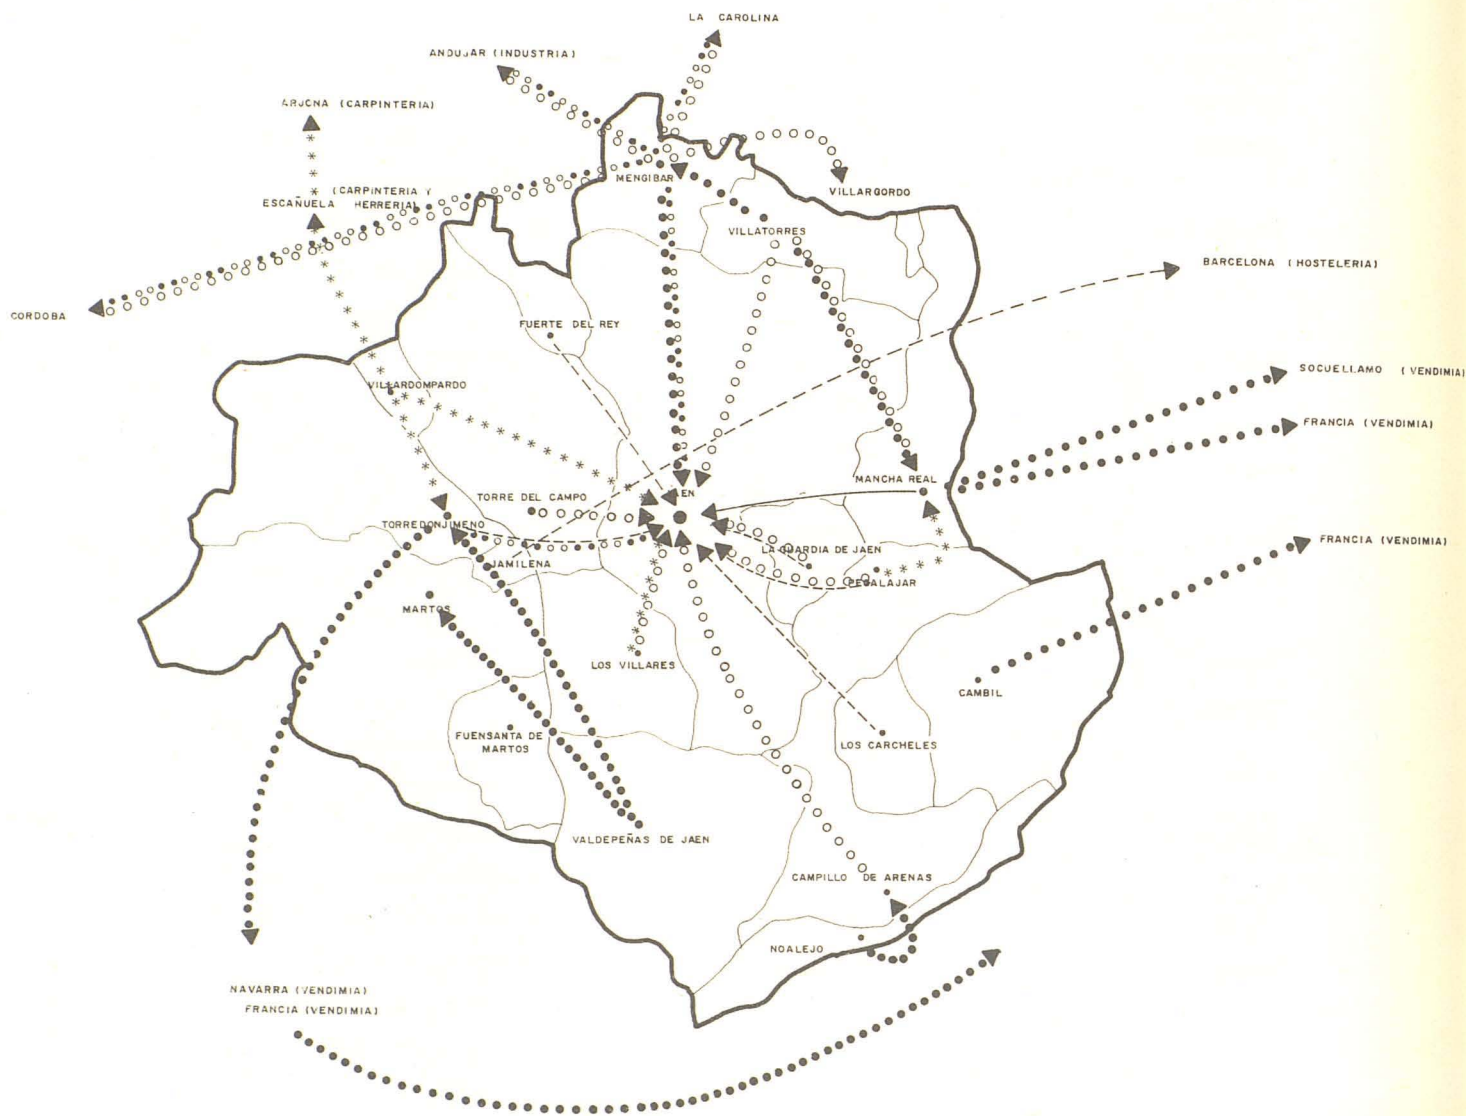 LA CAROLINA
ANDUJAR (INDUSTRIA)
ARJONA (CARPINTERIA)
(CARPINTERIA Y
ESCAÑUELA HERRERIA)
MENGIBAR
VILLARGORDO
VILLATORRES
BARCELONA (HOSTELERIA)
CORDOBA
FUERTE DEL REY
SOCUELLAMO (VENDIMIA)
VILLARDOMPARDO
FRANCIA (VENDIMIA)
MANCHA REAL
TORRE DEL CAMPO
JAEN
TORREDONJIMENO
FRANCIA (VENDIMIA)
LA GUARDIA DE JAEN
JAMILENA
PEGALAJAR
MARTOS
LOS VILLARES
CAMBIL
FUENSANTA DE
MARTOS
LOS CARCHELES
VALDEPEÑAS DE JAEN
CAMPILLO DE ARENAS
NOALEJO
NAVARRA (VENDIMIA)
FRANCIA (VENDIMIA)